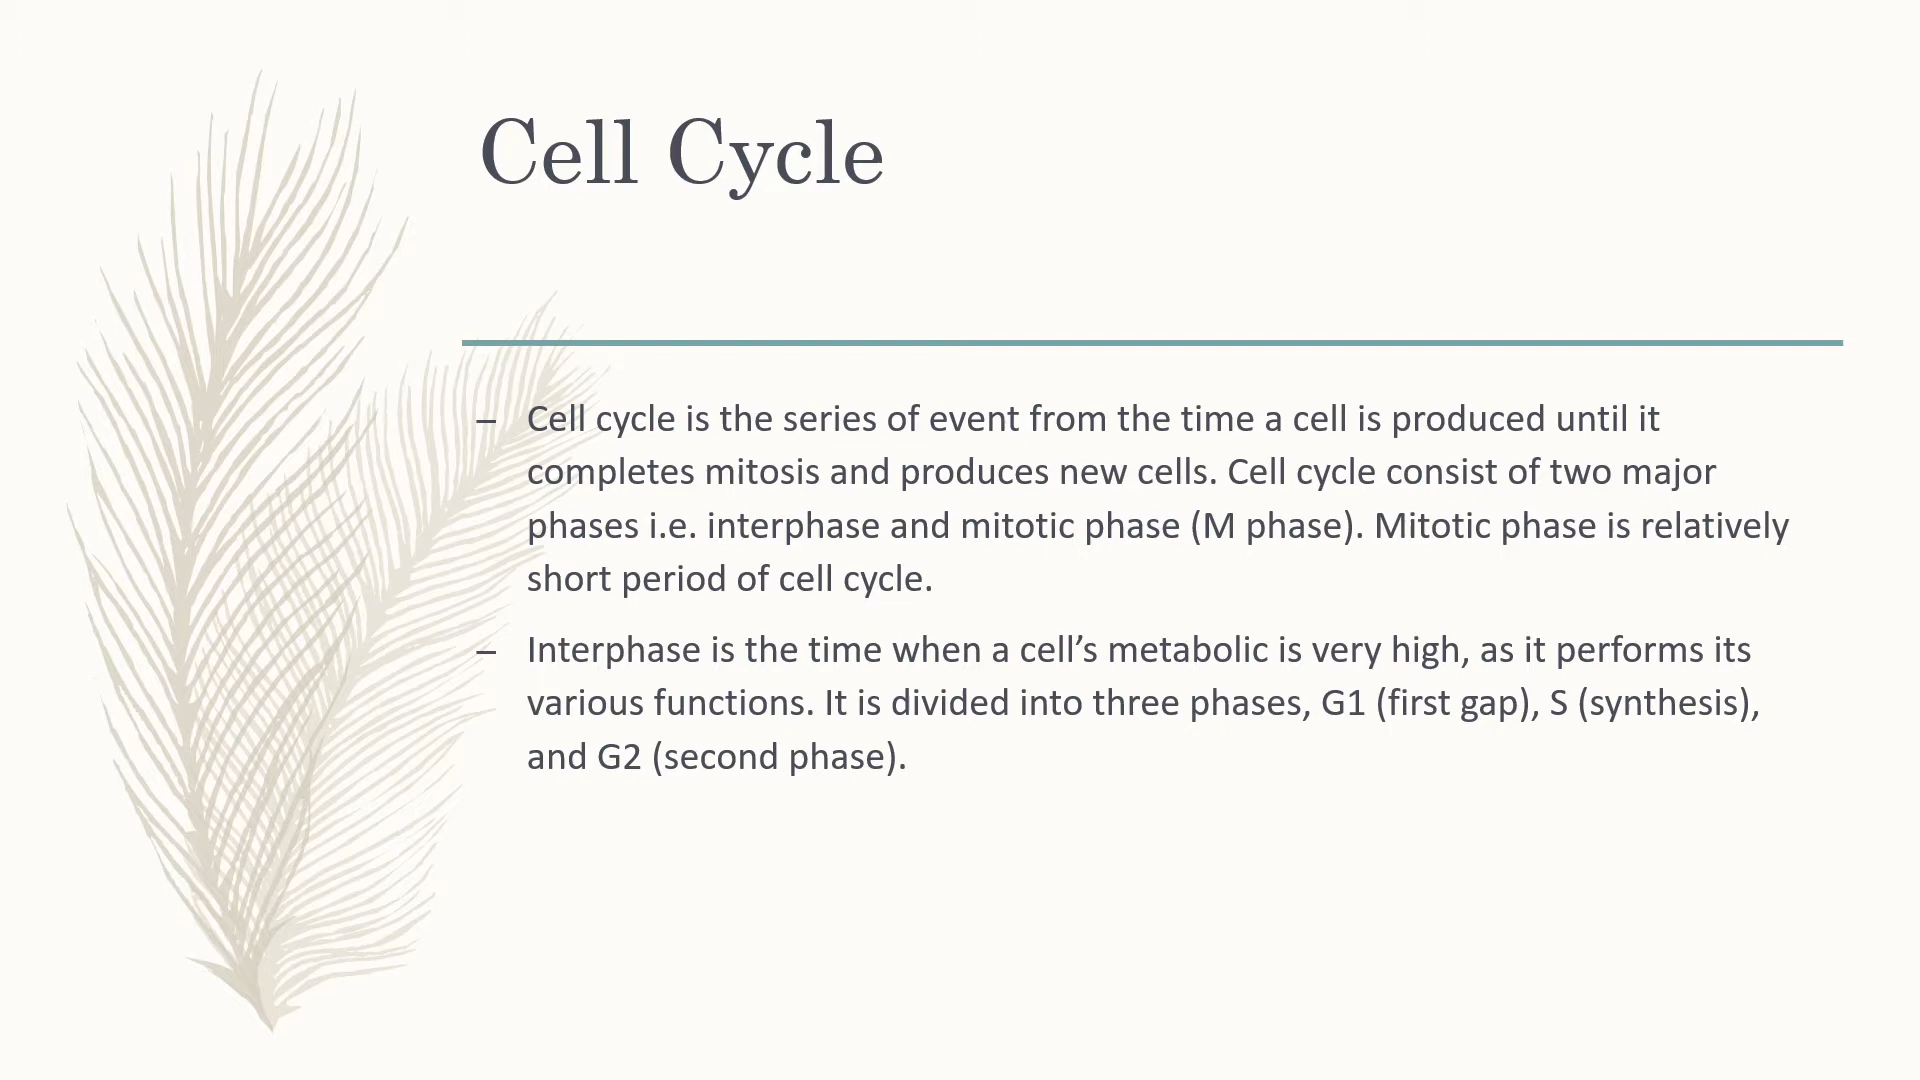 Cell Cycle
– Cell cycle is the series of event from the time a cell is produced until it
completes mitosis and produces new cells. Cell cycle consist of two major
phases i.e. interphase and mitotic phase (M phase). Mitotic phase is relatively
short period of cell cycle.
– Interphase is the time when a cell’s metabolic is very high, as it performs its
various functions. It is divided into three phases, G1 (first gap), S (synthesis),
and G2 (second phase).